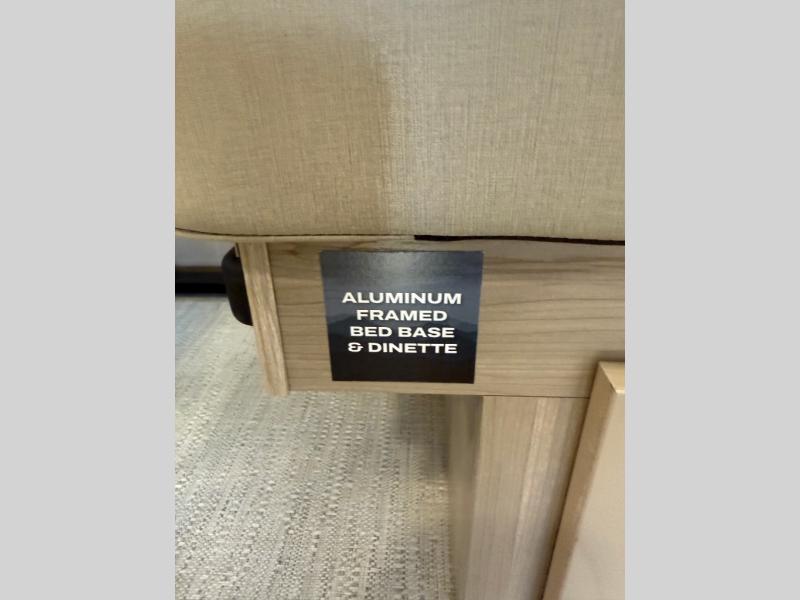 ALUMINUM
FRAMED
BED BASE
& DINETTE